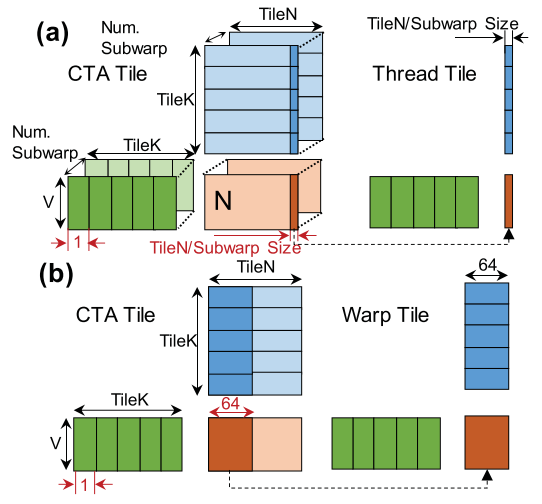 (a)
Num.
Subwarp
TileN
TileN/Subwarp Size
CTA Tile
TileK
Thread Tile
Num.
Subwarp
TileK
V
N
1
TileN/Subwarp Size
(b)
TileN
64
CTA Tile
TileK
Warp Tile
TileK
64
V
1